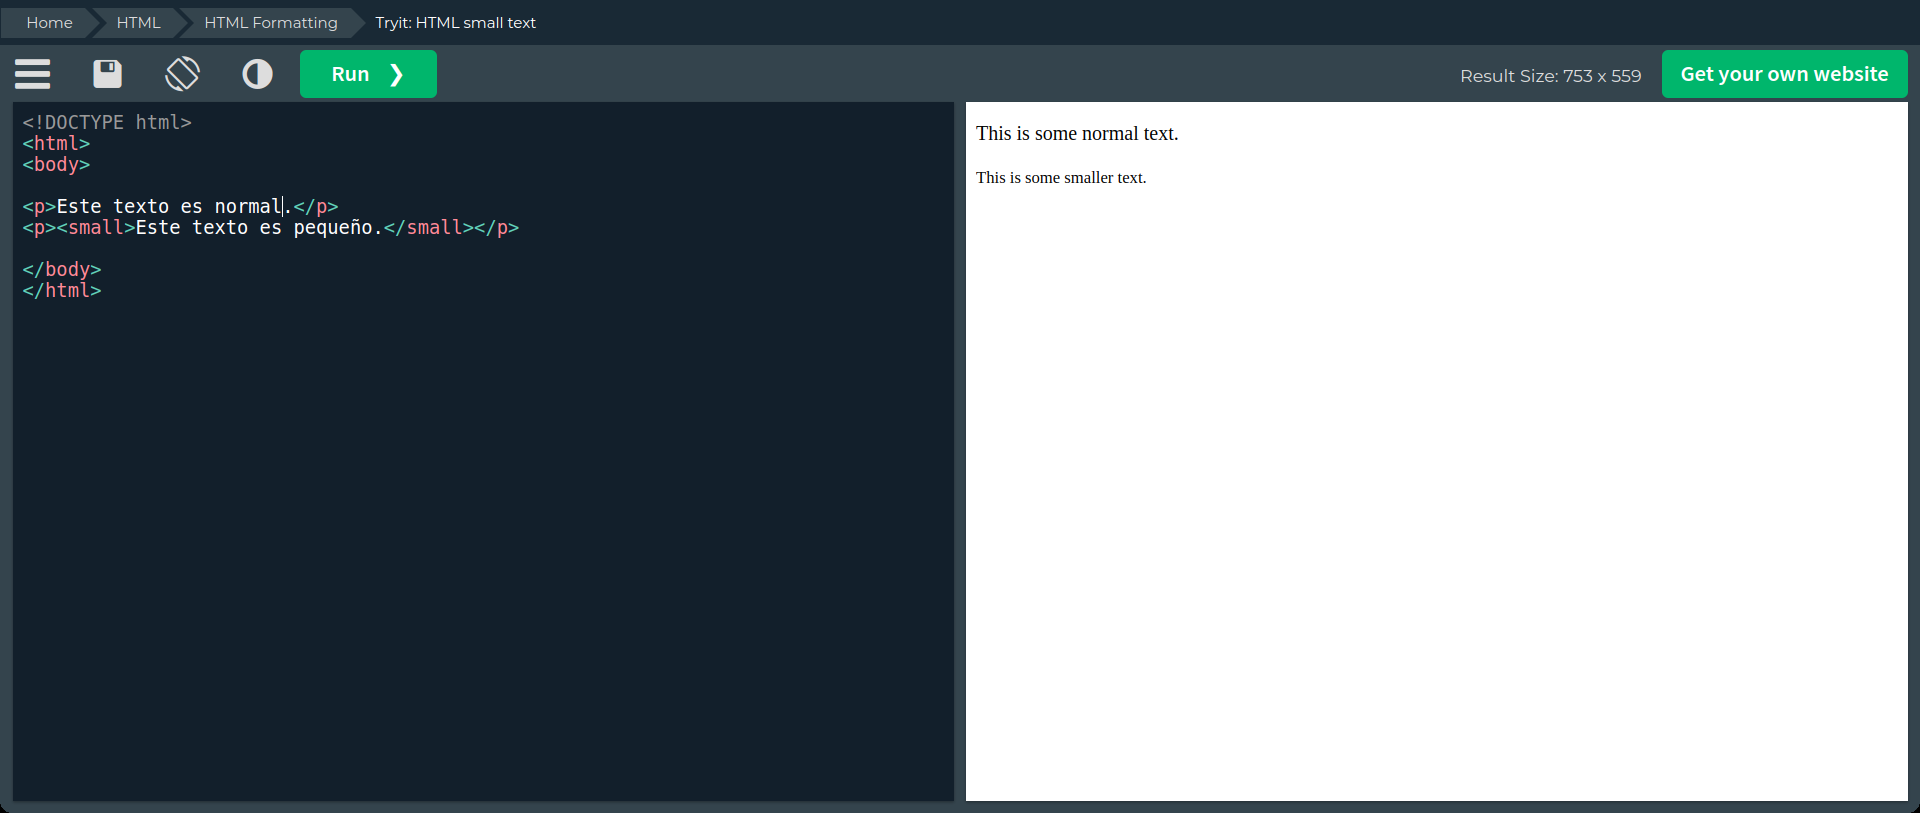 Home HTML HTML Formatting Tryit: HTML small text
Run ❯ Result Size: 753 x 559 Get your own website
<!DOCTYPE html>
<html>
<body>
<p>Este texto es normal.</p>
<p><small>Este texto es pequeño.</small></p>
</body>
</html>
This is some normal text.
This is some smaller text.